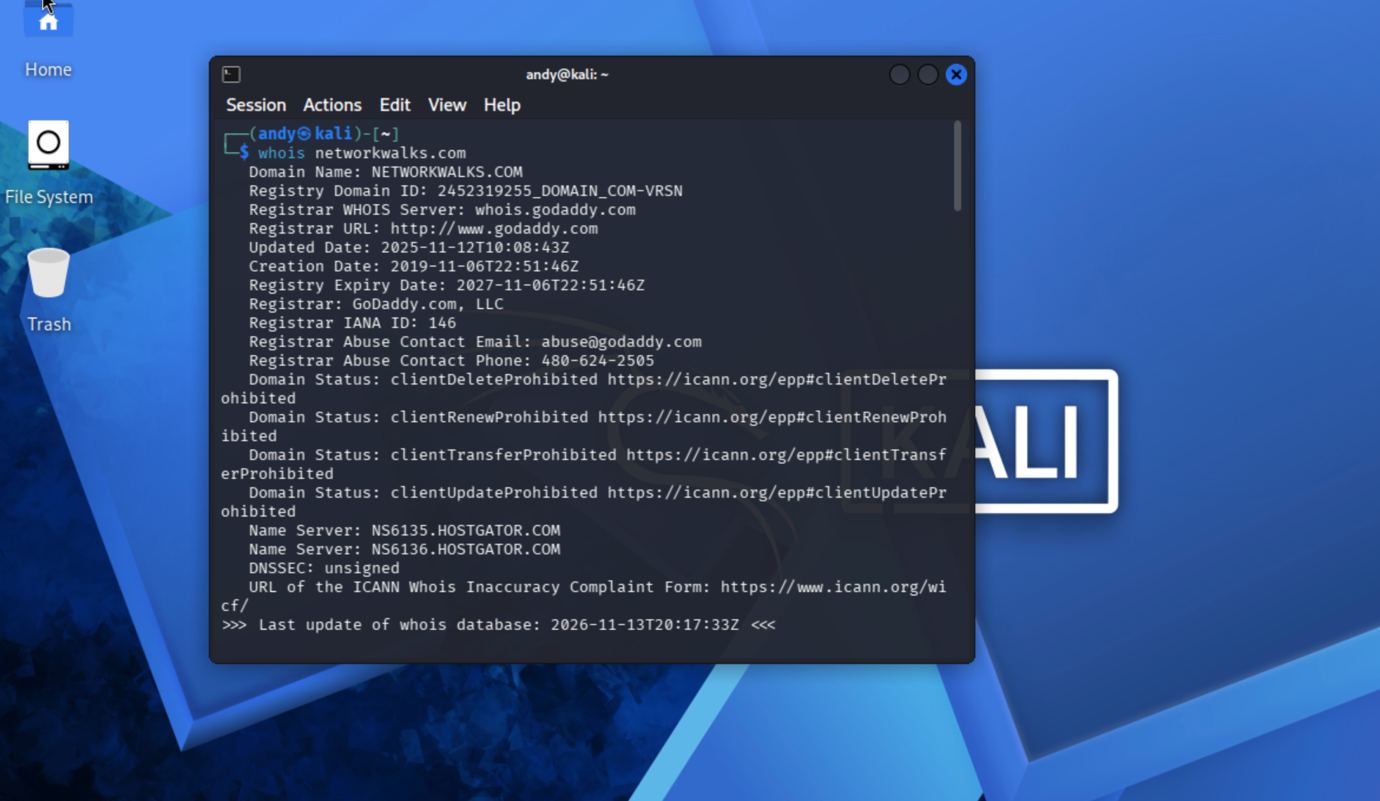 Home
File System
Trash
andy@kali: ~
Session Actions Edit View Help
┌──(andy㉿kali)-[~]
└─$ whois networkwalks.com
Domain Name: NETWORKWALKS.COM
Registry Domain ID: 2452319255_DOMAIN_COM-VRSN
Registrar WHOIS Server: whois.godaddy.com
Registrar URL: http://www.godaddy.com
Updated Date: 2025-11-12T10:08:43Z
Creation Date: 2019-11-06T22:51:46Z
Registry Expiry Date: 2027-11-06T22:51:46Z
Registrar: GoDaddy.com, LLC
Registrar IANA ID: 146
Registrar Abuse Contact Email: abuse@godaddy.com
Registrar Abuse Contact Phone: 480-624-2505
Domain Status: clientDeleteProhibited https://icann.org/epp#clientDeletePr
ohibited
Domain Status: clientRenewProhibited https://icann.org/epp#clientRenewProh
ibited
Domain Status: clientTransferProhibited https://icann.org/epp#clientTransf
erProhibited
Domain Status: clientUpdateProhibited https://icann.org/epp#clientUpdatePr
ohibited
Name Server: NS6135.HOSTGATOR.COM
Name Server: NS6136.HOSTGATOR.COM
DNSSEC: unsigned
URL of the ICANN Whois Inaccuracy Complaint Form: https://www.icann.org/wi
cf/
>>> Last update of whois database: 2026-11-13T20:17:33Z <<<
KALI